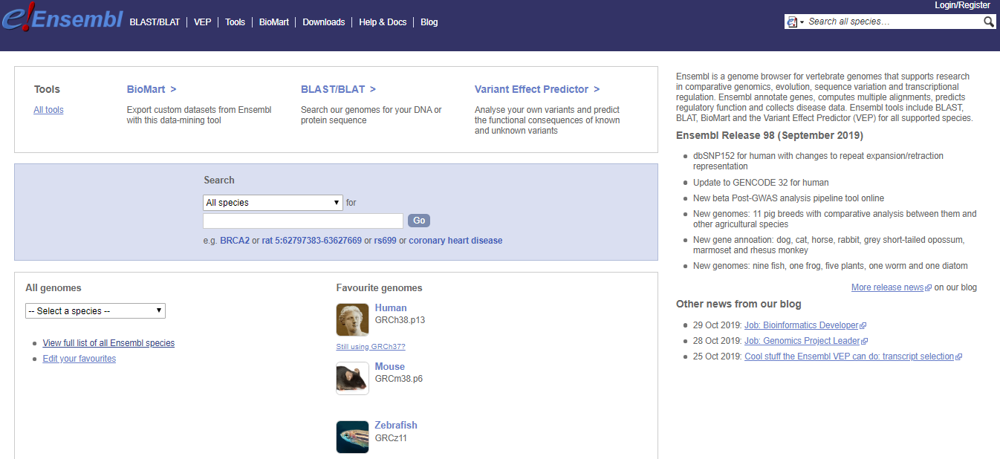 Login/Register
e!Ensembl
BLAST/BLAT | VEP | Tools | BioMart | Downloads | Help & Docs | Blog
Search all species…
Tools
All tools
BioMart >
Export custom datasets from Ensembl
with this data-mining tool
BLAST/BLAT >
Search our genomes for your DNA or
protein sequence
Variant Effect Predictor >
Analyse your own variants and predict
the functional consequences of known
and unknown variants
Search
All species
for
Go
e.g. BRCA2 or rat 5:62797383-63627669 or rs699 or coronary heart disease
All genomes
-- Select a species --
View full list of all Ensembl species
Edit your favourites
Favourite genomes
Human
GRCh38.p13
Still using GRCh37?
Mouse
GRCm38.p6
Zebrafish
GRCz11
Ensembl is a genome browser for vertebrate genomes that supports research
in comparative genomics, evolution, sequence variation and transcriptional
regulation. Ensembl annotate genes, computes multiple alignments, predicts
regulatory function and collects disease data. Ensembl tools include BLAST,
BLAT, BioMart and the Variant Effect Predictor (VEP) for all supported species.
Ensembl Release 98 (September 2019)
dbSNP152 for human with changes to repeat expansion/retraction
representation
Update to GENCODE 32 for human
New beta Post-GWAS analysis pipeline tool online
New genomes: 11 pig breeds with comparative analysis between them and
other agricultural species
New gene annoation: dog, cat, horse, rabbit, grey short-tailed opossum,
marmoset and rhesus monkey
New genomes: nine fish, one frog, five plants, one worm and one diatom
More release news on our blog
Other news from our blog
29 Oct 2019: Job: Bioinformatics Developer
28 Oct 2019: Job: Genomics Project Leader
25 Oct 2019: Cool stuff the Ensembl VEP can do: transcript selection